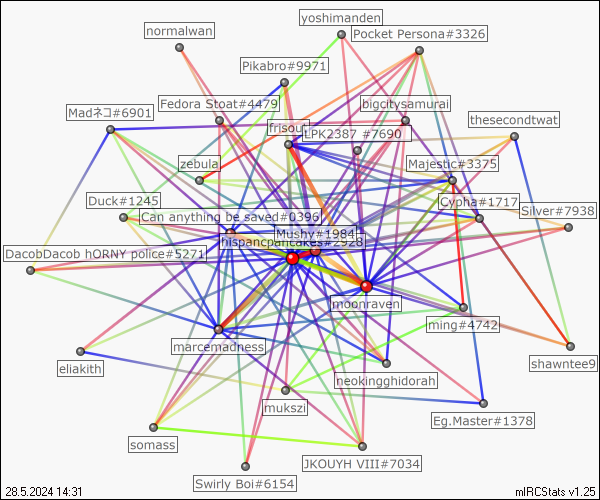 yoshimanden
normalwan
Pocket Persona#3326
Pikabro#9971
Fedora Stoat#4479
bigcitysamurai
Madネコ#6901
thesecondtwat
frisout
LPK2387 #7690
zebula
Majestic#3375
Duck#1245
Cypha#1717
Silver#7938
Can anything be saved#0396
Mushy#1984
hispancpancakes#2928
DacobDacob hORNY police#5271
moonraven
ming#4742
marcenradness
shawntee9
eliakith
neokingghidorah
mukszi
Eg.Master#1378
somass
JKOUYH VIII#7034
Swirly Boi#6154
28.5.2024 14:31
mIRCStats v1.25